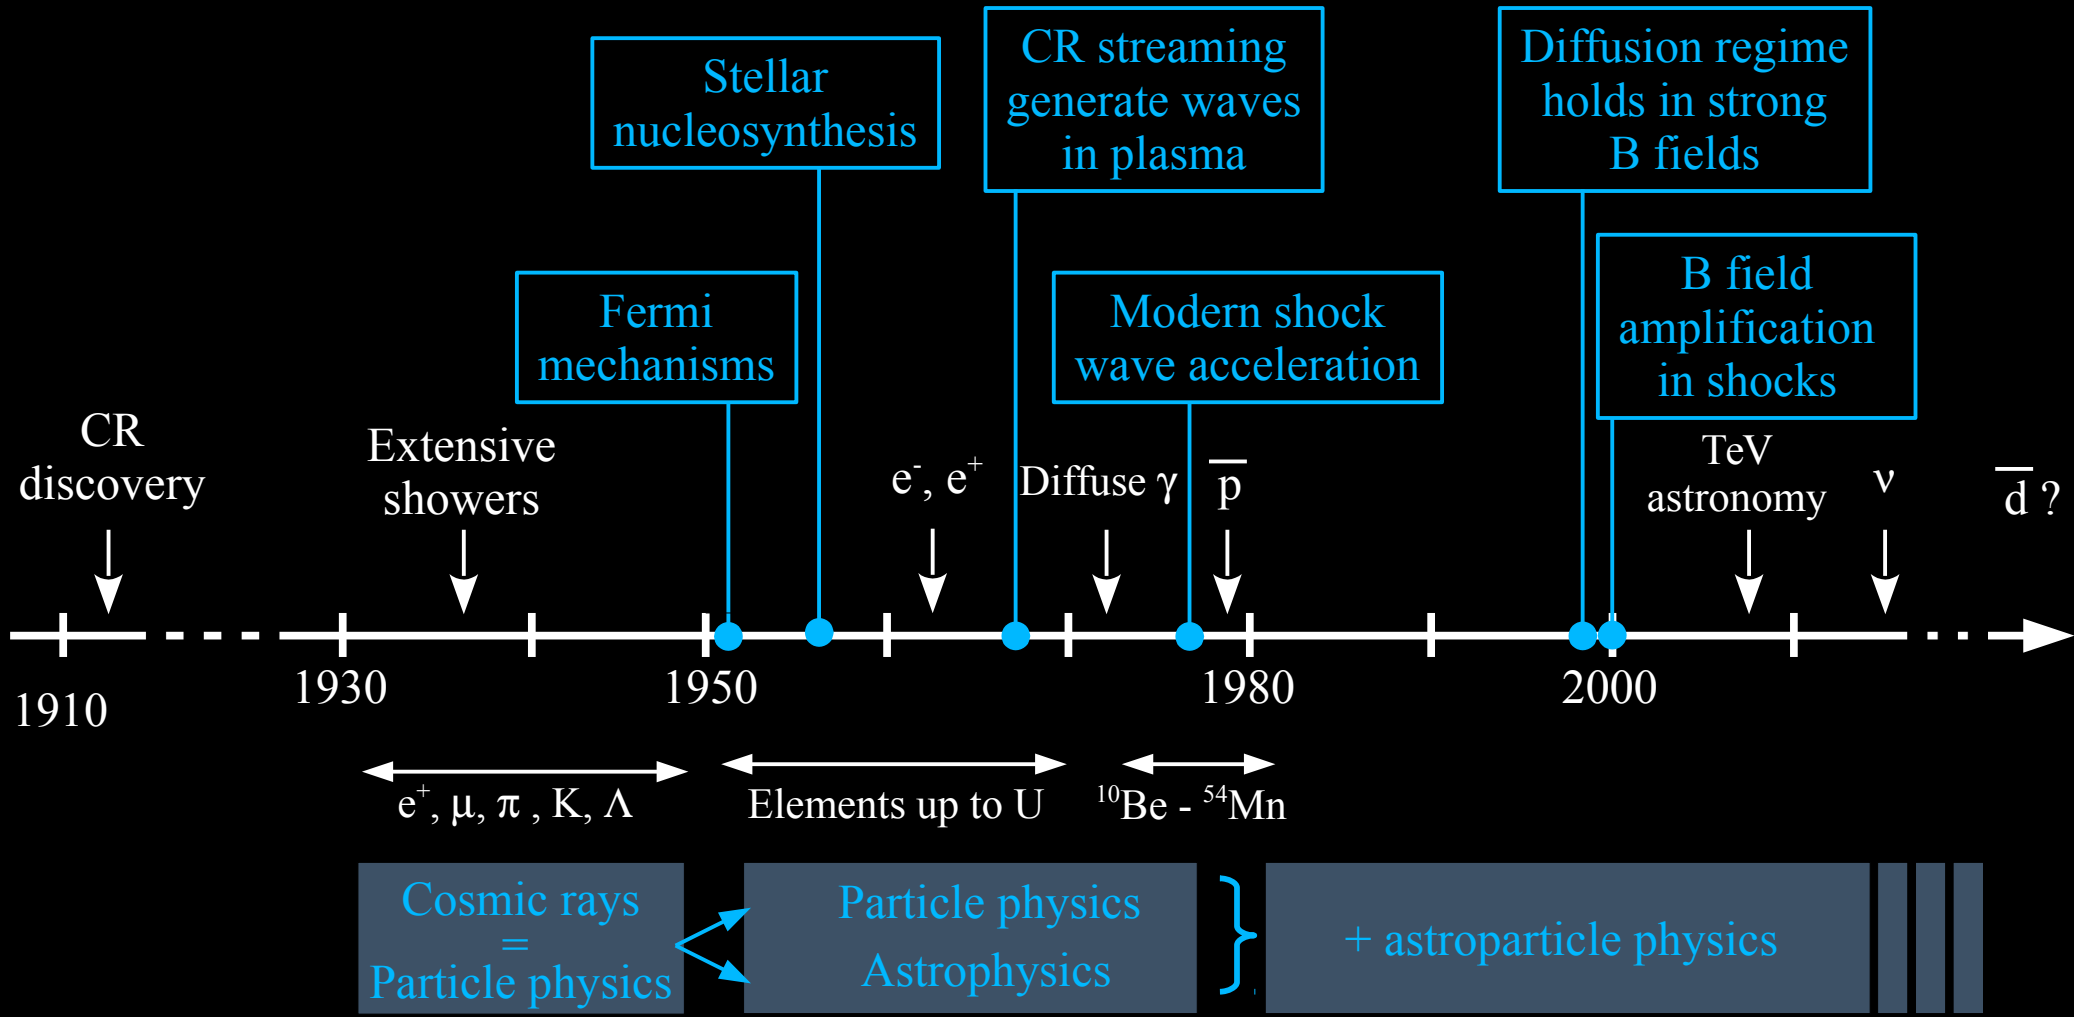 Stellar
nucleosynthesis
CR streaming
generate waves
in plasma
Diffusion regime
holds in strong
B fields
Fermi
mechanisms
Modern shock
wave acceleration
B field
amplification
in shocks
CR
discovery
Extensive
showers
e⁻, e⁺
Diffuse γ
p̅
TeV
astronomy
ν
d̅ ?
1910
1930
1950
1980
2000
e⁺, μ, π , K, Λ
Elements up to U
¹⁰Be - ⁵⁴Mn
Cosmic rays
=
Particle physics
Particle physics
Astrophysics
+ astroparticle physics